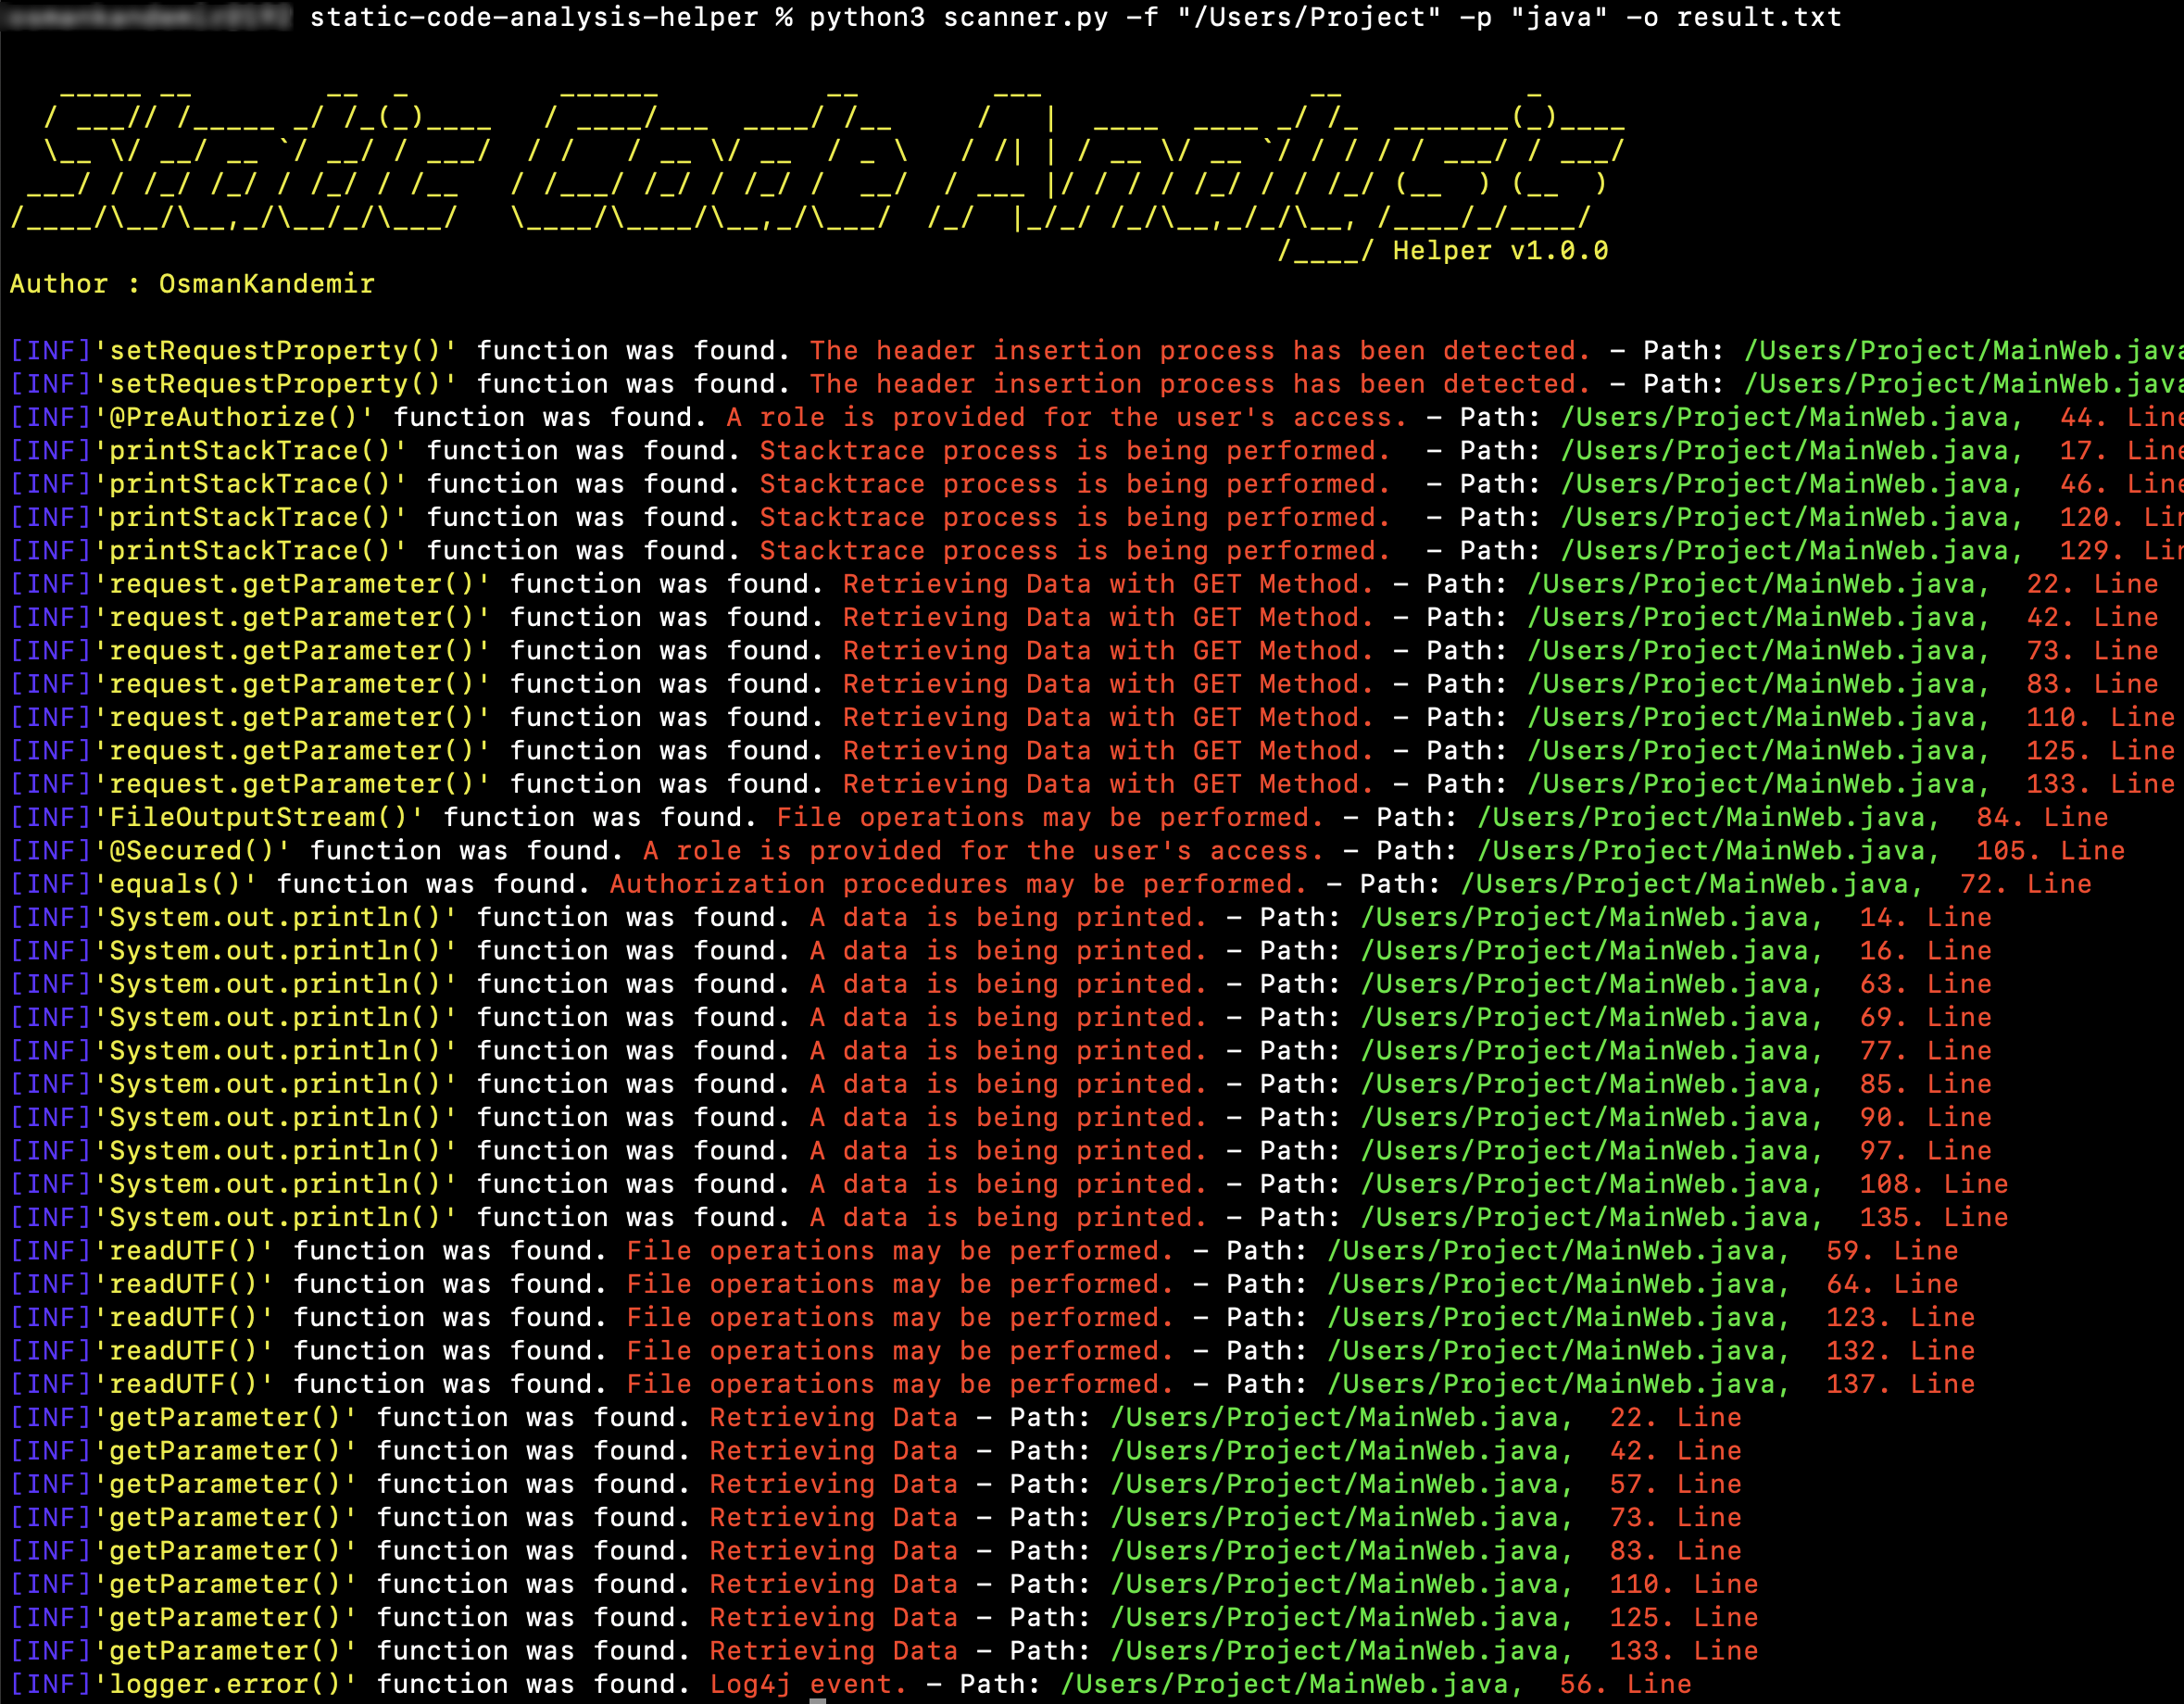 static-code-analysis-helper % python3 scanner.py -f "/Users/Project" -p "java" -o result.txt
Static Code Analysis
Helper v1.0.0
Author : OsmanKandemir
[INF]'setRequestProperty()' function was found. The header insertion process has been detected. - Path: /Users/Project/MainWeb.java
[INF]'setRequestProperty()' function was found. The header insertion process has been detected. - Path: /Users/Project/MainWeb.java
[INF]'@PreAuthorize()' function was found. A role is provided for the user's access. - Path: /Users/Project/MainWeb.java, 44. Line
[INF]'printStackTrace()' function was found. Stacktrace process is being performed. - Path: /Users/Project/MainWeb.java, 17. Line
[INF]'printStackTrace()' function was found. Stacktrace process is being performed. - Path: /Users/Project/MainWeb.java, 46. Line
[INF]'printStackTrace()' function was found. Stacktrace process is being performed. - Path: /Users/Project/MainWeb.java, 120. Lin
[INF]'printStackTrace()' function was found. Stacktrace process is being performed. - Path: /Users/Project/MainWeb.java, 129. Lin
[INF]'request.getParameter()' function was found. Retrieving Data with GET Method. - Path: /Users/Project/MainWeb.java, 22. Line
[INF]'request.getParameter()' function was found. Retrieving Data with GET Method. - Path: /Users/Project/MainWeb.java, 42. Line
[INF]'request.getParameter()' function was found. Retrieving Data with GET Method. - Path: /Users/Project/MainWeb.java, 73. Line
[INF]'request.getParameter()' function was found. Retrieving Data with GET Method. - Path: /Users/Project/MainWeb.java, 83. Line
[INF]'request.getParameter()' function was found. Retrieving Data with GET Method. - Path: /Users/Project/MainWeb.java, 110. Line
[INF]'request.getParameter()' function was found. Retrieving Data with GET Method. - Path: /Users/Project/MainWeb.java, 125. Line
[INF]'request.getParameter()' function was found. Retrieving Data with GET Method. - Path: /Users/Project/MainWeb.java, 133. Line
[INF]'FileOutputStream()' function was found. File operations may be performed. - Path: /Users/Project/MainWeb.java, 84. Line
[INF]'@Secured()' function was found. A role is provided for the user's access. - Path: /Users/Project/MainWeb.java, 105. Line
[INF]'equals()' function was found. Authorization procedures may be performed. - Path: /Users/Project/MainWeb.java, 72. Line
[INF]'System.out.println()' function was found. A data is being printed. - Path: /Users/Project/MainWeb.java, 14. Line
[INF]'System.out.println()' function was found. A data is being printed. - Path: /Users/Project/MainWeb.java, 16. Line
[INF]'System.out.println()' function was found. A data is being printed. - Path: /Users/Project/MainWeb.java, 63. Line
[INF]'System.out.println()' function was found. A data is being printed. - Path: /Users/Project/MainWeb.java, 69. Line
[INF]'System.out.println()' function was found. A data is being printed. - Path: /Users/Project/MainWeb.java, 77. Line
[INF]'System.out.println()' function was found. A data is being printed. - Path: /Users/Project/MainWeb.java, 85. Line
[INF]'System.out.println()' function was found. A data is being printed. - Path: /Users/Project/MainWeb.java, 90. Line
[INF]'System.out.println()' function was found. A data is being printed. - Path: /Users/Project/MainWeb.java, 97. Line
[INF]'System.out.println()' function was found. A data is being printed. - Path: /Users/Project/MainWeb.java, 108. Line
[INF]'System.out.println()' function was found. A data is being printed. - Path: /Users/Project/MainWeb.java, 135. Line
[INF]'readUTF()' function was found. File operations may be performed. - Path: /Users/Project/MainWeb.java, 59. Line
[INF]'readUTF()' function was found. File operations may be performed. - Path: /Users/Project/MainWeb.java, 64. Line
[INF]'readUTF()' function was found. File operations may be performed. - Path: /Users/Project/MainWeb.java, 123. Line
[INF]'readUTF()' function was found. File operations may be performed. - Path: /Users/Project/MainWeb.java, 132. Line
[INF]'readUTF()' function was found. File operations may be performed. - Path: /Users/Project/MainWeb.java, 137. Line
[INF]'getParameter()' function was found. Retrieving Data - Path: /Users/Project/MainWeb.java, 22. Line
[INF]'getParameter()' function was found. Retrieving Data - Path: /Users/Project/MainWeb.java, 42. Line
[INF]'getParameter()' function was found. Retrieving Data - Path: /Users/Project/MainWeb.java, 57. Line
[INF]'getParameter()' function was found. Retrieving Data - Path: /Users/Project/MainWeb.java, 73. Line
[INF]'getParameter()' function was found. Retrieving Data - Path: /Users/Project/MainWeb.java, 83. Line
[INF]'getParameter()' function was found. Retrieving Data - Path: /Users/Project/MainWeb.java, 110. Line
[INF]'getParameter()' function was found. Retrieving Data - Path: /Users/Project/MainWeb.java, 125. Line
[INF]'getParameter()' function was found. Retrieving Data - Path: /Users/Project/MainWeb.java, 133. Line
[INF]'logger.error()' function was found. Log4j event. - Path: /Users/Project/MainWeb.java, 56. Line